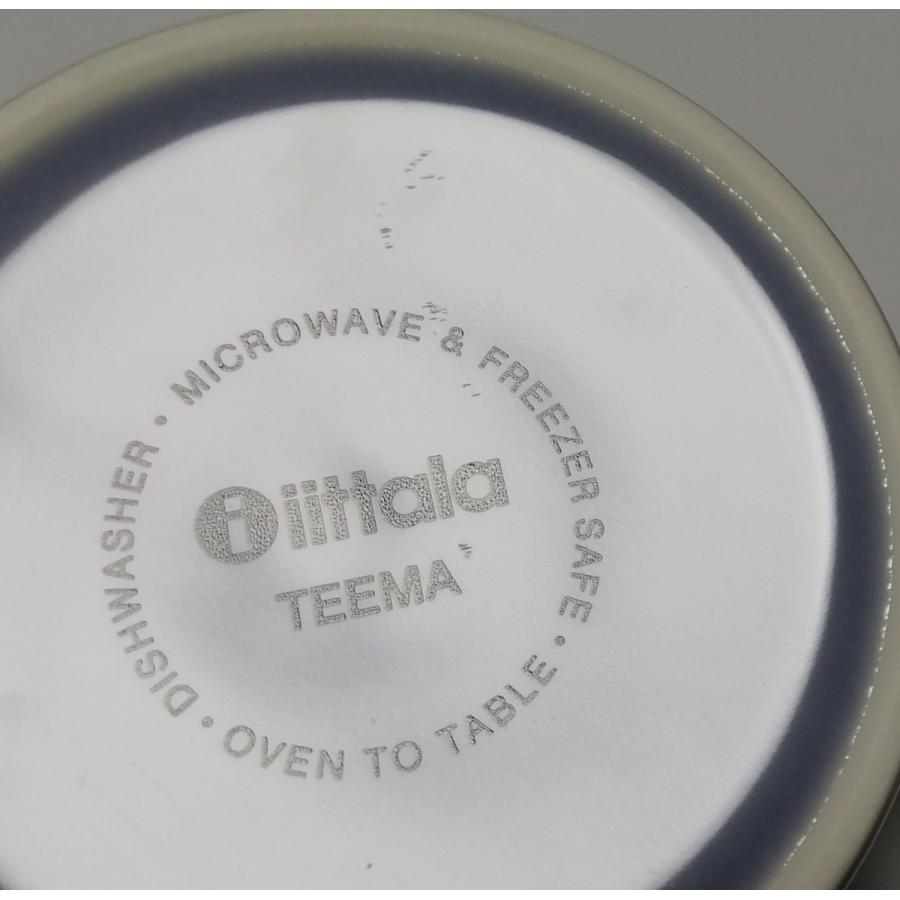 DISHWASHER • MICROWAVE & FREEZER SAFE • OVEN TO TABLE •
i iittala
TEEMA